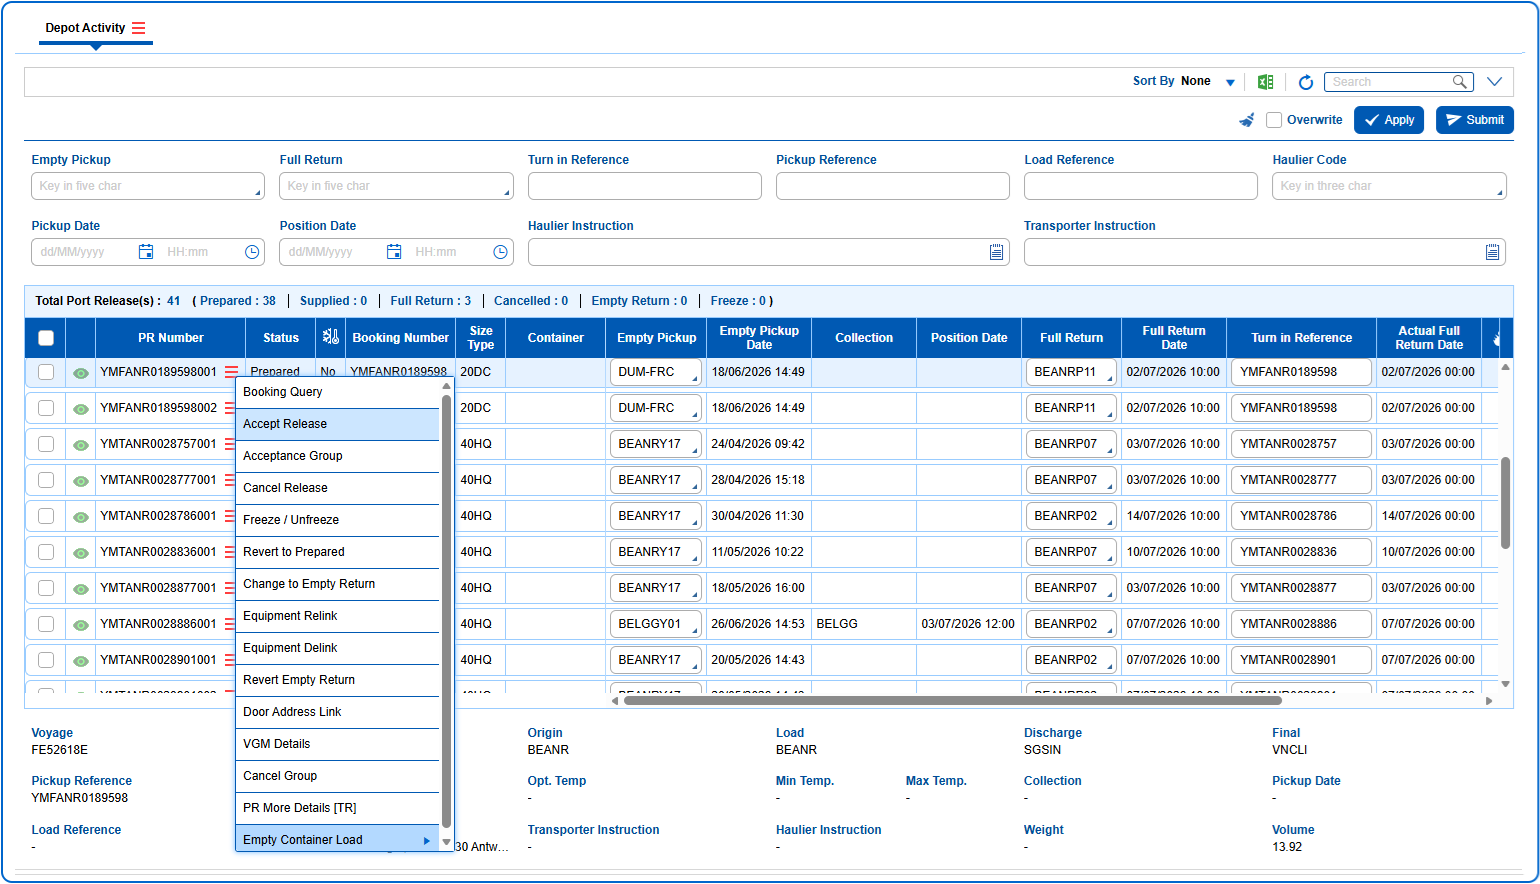 Depot Activity
Sort By None Search
Overwrite Apply Submit
Empty Pickup Full Return Turn in Reference Pickup Reference Load Reference Haulier Code
Key in five char Key in five char Key in three char
Pickup Date Position Date Haulier Instruction Transporter Instruction
dd/MM/yyyy HH:mm dd/MM/yyyy HH:mm
Total Port Release(s) : 41 ( Prepared : 38 | Supplied : 0 | Full Return : 3 | Cancelled : 0 | Empty Return : 0 | Freeze : 0 )
PR Number Status Booking Number Size Type Container Empty Pickup Empty Pickup Date Collection Position Date Full Return Full Return Date Turn in Reference Actual Full Return Date
YMFANR0189598001 Prepared No YMFANR0189598 20DC DUM-FRC 18/06/2026 14:49 BEANRP11 02/07/2026 10:00 YMFANR0189598 02/07/2026 00:00
YMFANR0189598002 20DC DUM-FRC 18/06/2026 14:49 BEANRP11 02/07/2026 10:00 YMFANR0189598 02/07/2026 00:00
YMTANR0028757001 40HQ BEANRY17 24/04/2026 09:42 BEANRP07 03/07/2026 10:00 YMTANR0028757 03/07/2026 00:00
YMTANR0028777001 40HQ BEANRY17 28/04/2026 15:18 BEANRP07 03/07/2026 10:00 YMTANR0028777 03/07/2026 00:00
YMTANR0028786001 40HQ BEANRY17 30/04/2026 11:30 BEANRP02 14/07/2026 10:00 YMTANR0028786 14/07/2026 00:00
YMTANR0028836001 40HQ BEANRY17 11/05/2026 10:22 BEANRP07 10/07/2026 10:00 YMTANR0028836 10/07/2026 00:00
YMTANR0028877001 40HQ BEANRY17 18/05/2026 16:00 BEANRP07 03/07/2026 10:00 YMTANR0028877 03/07/2026 00:00
YMTANR0028886001 40HQ BELGGY01 26/06/2026 14:53 BELGG 03/07/2026 12:00 BEANRP02 07/07/2026 10:00 YMTANR0028886 07/07/2026 00:00
YMTANR0028901001 40HQ BEANRY17 20/05/2026 14:43 BEANRP02 07/07/2026 10:00 YMTANR0028901 07/07/2026 00:00
Booking Query
Accept Release
Acceptance Group
Cancel Release
Freeze / Unfreeze
Revert to Prepared
Change to Empty Return
Equipment Relink
Equipment Delink
Revert Empty Return
Door Address Link
VGM Details
Cancel Group
PR More Details [TR]
Empty Container Load
Voyage Origin Load Discharge Final
FE52618E BEANR BEANR SGSIN VNCLI
Pickup Reference Opt. Temp Min Temp. Max Temp. Collection Pickup Date
YMFANR0189598 - - - - -
Load Reference Transporter Instruction Haulier Instruction Weight Volume
- 30 Antw... - - - 13.92